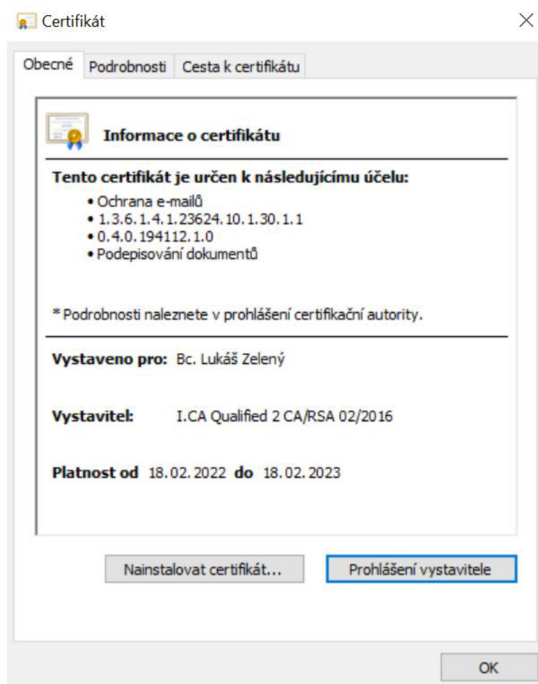 Certifikát
Obecné Podrobnosti Cesta k certifikátu
Informace o certifikátu
Tento certifikát je určen k následujícímu účelu:
• Ochrana e-mailů
• 1.3.6.1.4.1.23624.10.1.30.1.1
• 0.4.0.194112.1.0
• Podepisování dokumentů
* Podrobnosti naleznete v prohlášení certifikační autority.
Vystaveno pro: Bc. Lukáš Zelený
Vystavitel: I.CA Qualified 2 CA/RSA 02/2016
Platnost od 18.02.2022 do 18.02.2023
Nainstalovat certifikát... Prohlášení vystavitele
OK